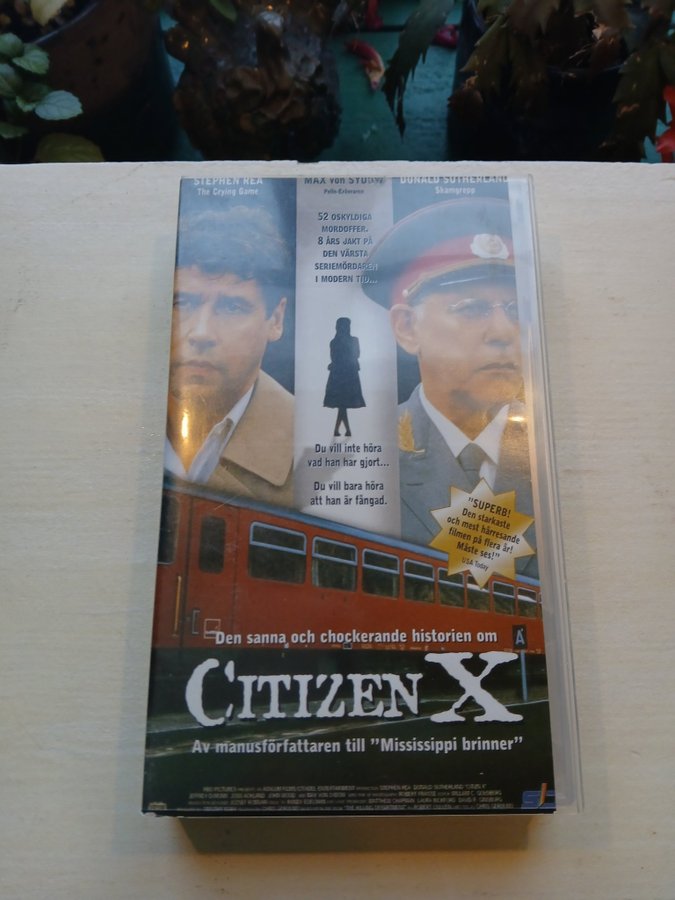 STEPHEN REA
The Crying Game
MAX von SYDOW
Pelle Erövraren
DONALD SUTHERLAND
Skamgrepp
52 OSKYLDIGA
MORDOFFER.
8 ÅRS JAKT PÅ
DEN VÄRSTA
SERIEMÖRDAREN
I MODERN TID...
Du vill inte höra
vad han har gjort...
Du vill bara höra
att han är fångad.
"SUPERB!
Den starkaste
och mest hårresande
filmen på flera år!
Måste ses!"
USA Today
Den sanna och chockerande historien om
A
CITIZEN X
Av manusförfattaren till "Mississippi brinner"